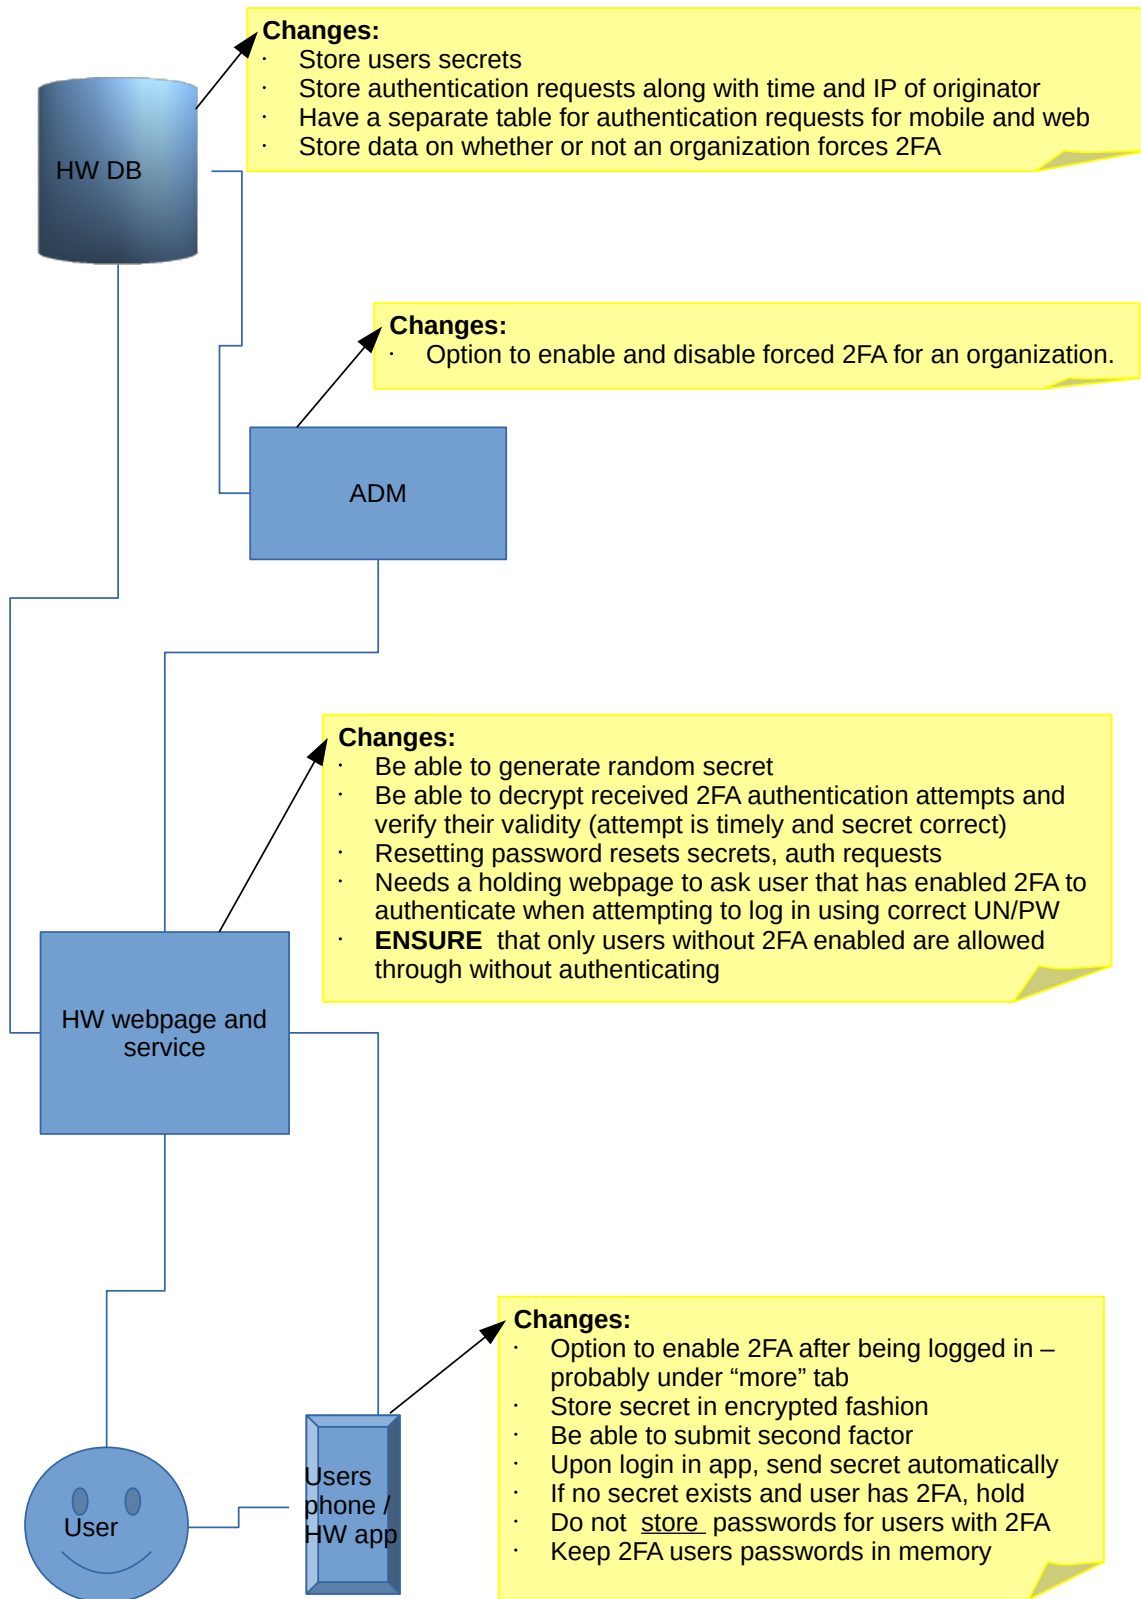 Changes:
· Store users secrets
· Store authentication requests along with time and IP of originator
· Have a separate table for authentication requests for mobile and web
· Store data on whether or not an organization forces 2FA
HW DB
Changes:
· Option to enable and disable forced 2FA for an organization.
ADM
Changes:
· Be able to generate random secret
· Be able to decrypt received 2FA authentication attempts and
verify their validity (attempt is timely and secret correct)
· Resetting password resets secrets, auth requests
· Needs a holding webpage to ask user that has enabled 2FA to
authenticate when attempting to log in using correct UN/PW
· ENSURE that only users without 2FA enabled are allowed
through without authenticating
HW webpage and
service
Changes:
· Option to enable 2FA after being logged in –
probably under “more” tab
· Store secret in encrypted fashion
· Be able to submit second factor
· Upon login in app, send secret automatically
· If no secret exists and user has 2FA, hold
· Do not store passwords for users with 2FA
· Keep 2FA users passwords in memory
Users
phone /
HW app
User